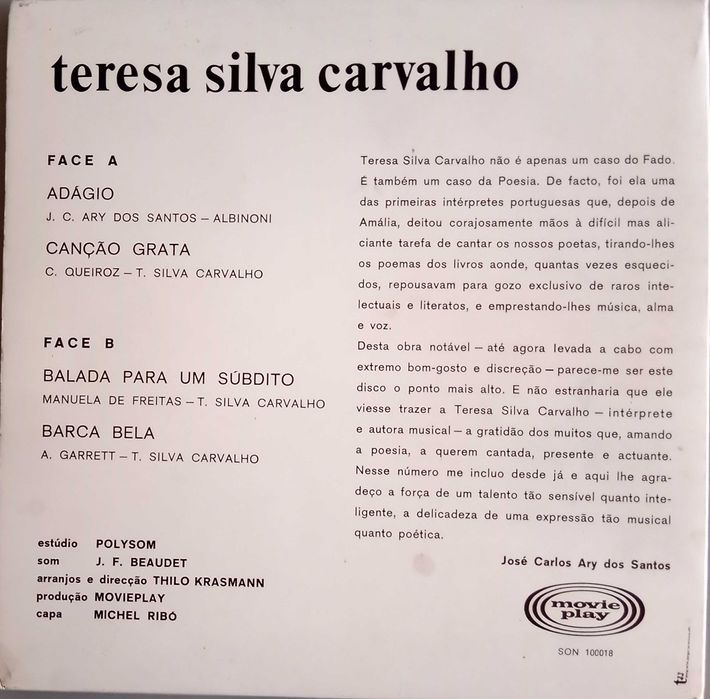 teresa silva carvalho
FACE A
ADÁGIO
J. C. ARY DOS SANTOS – ALBINONI
CANÇÃO GRATA
C. QUEIROZ – T. SILVA CARVALHO
FACE B
BALADA PARA UM SÚBDITO
MANUELA DE FREITAS – T. SILVA CARVALHO
BARCA BELA
A. GARRETT – T. SILVA CARVALHO
estúdio POLYSOM
som J. F. BEAUDET
arranjos e direcção THILO KRASMANN
produção MOVIEPLAY
capa MICHEL RIBÓ
Teresa Silva Carvalho não é apenas um caso do Fado.
É também um caso da Poesia. De facto, foi ela uma
das primeiras intérpretes portuguesas que, depois de
Amália, deitou corajosamente mãos à difícil mas ali-
ciante tarefa de cantar os nossos poetas, tirando-lhes
os poemas dos livros aonde, quantas vezes esqueci-
dos, repousavam para gozo exclusivo de raros inte-
lectuais e literatos, e emprestando-lhes música, alma
e voz.
Desta obra notável – até agora levada a cabo com
extremo bom-gosto e discreção – parece-me ser este
disco o ponto mais alto. E não estranharia que ele
viesse trazer a Teresa Silva Carvalho – intérprete
e autora musical – a gratidão dos muitos que, amando
a poesia, a querem cantada, presente e actuante.
Nesse número me incluo desde já e aqui lhe agra-
deço a força de um talento tão sensível quanto inte-
ligente, a delicadeza de uma expressão tão musical
quanto poética.
José Carlos Ary dos Santos
movie
play
SON 100018